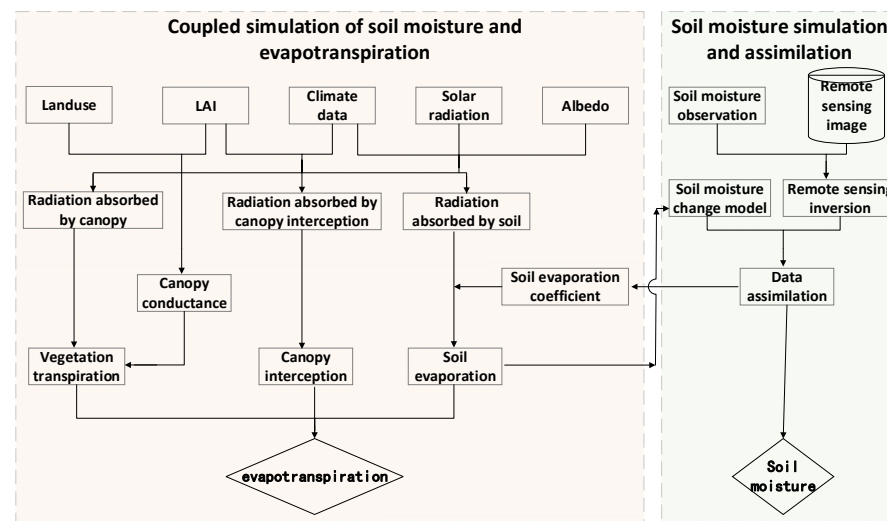 Coupled simulation of soil moisture and
evapotranspiration
Soil moisture simulation
and assimilation
Landuse
LAI
Climate
data
Solar
radiation
Albedo
Soil moisture
observation
Remote
sensing
image
Radiation absorbed
by canopy
Radiation absorbed by
canopy interception
Radiation
absorbed by soil
Soil moisture
change model
Remote sensing
inversion
Canopy
conductance
Soil evaporation
coefficient
Data
assimilation
Vegetation
transpiration
Canopy
interception
Soil
evaporation
evapotranspiration
Soil
moisture